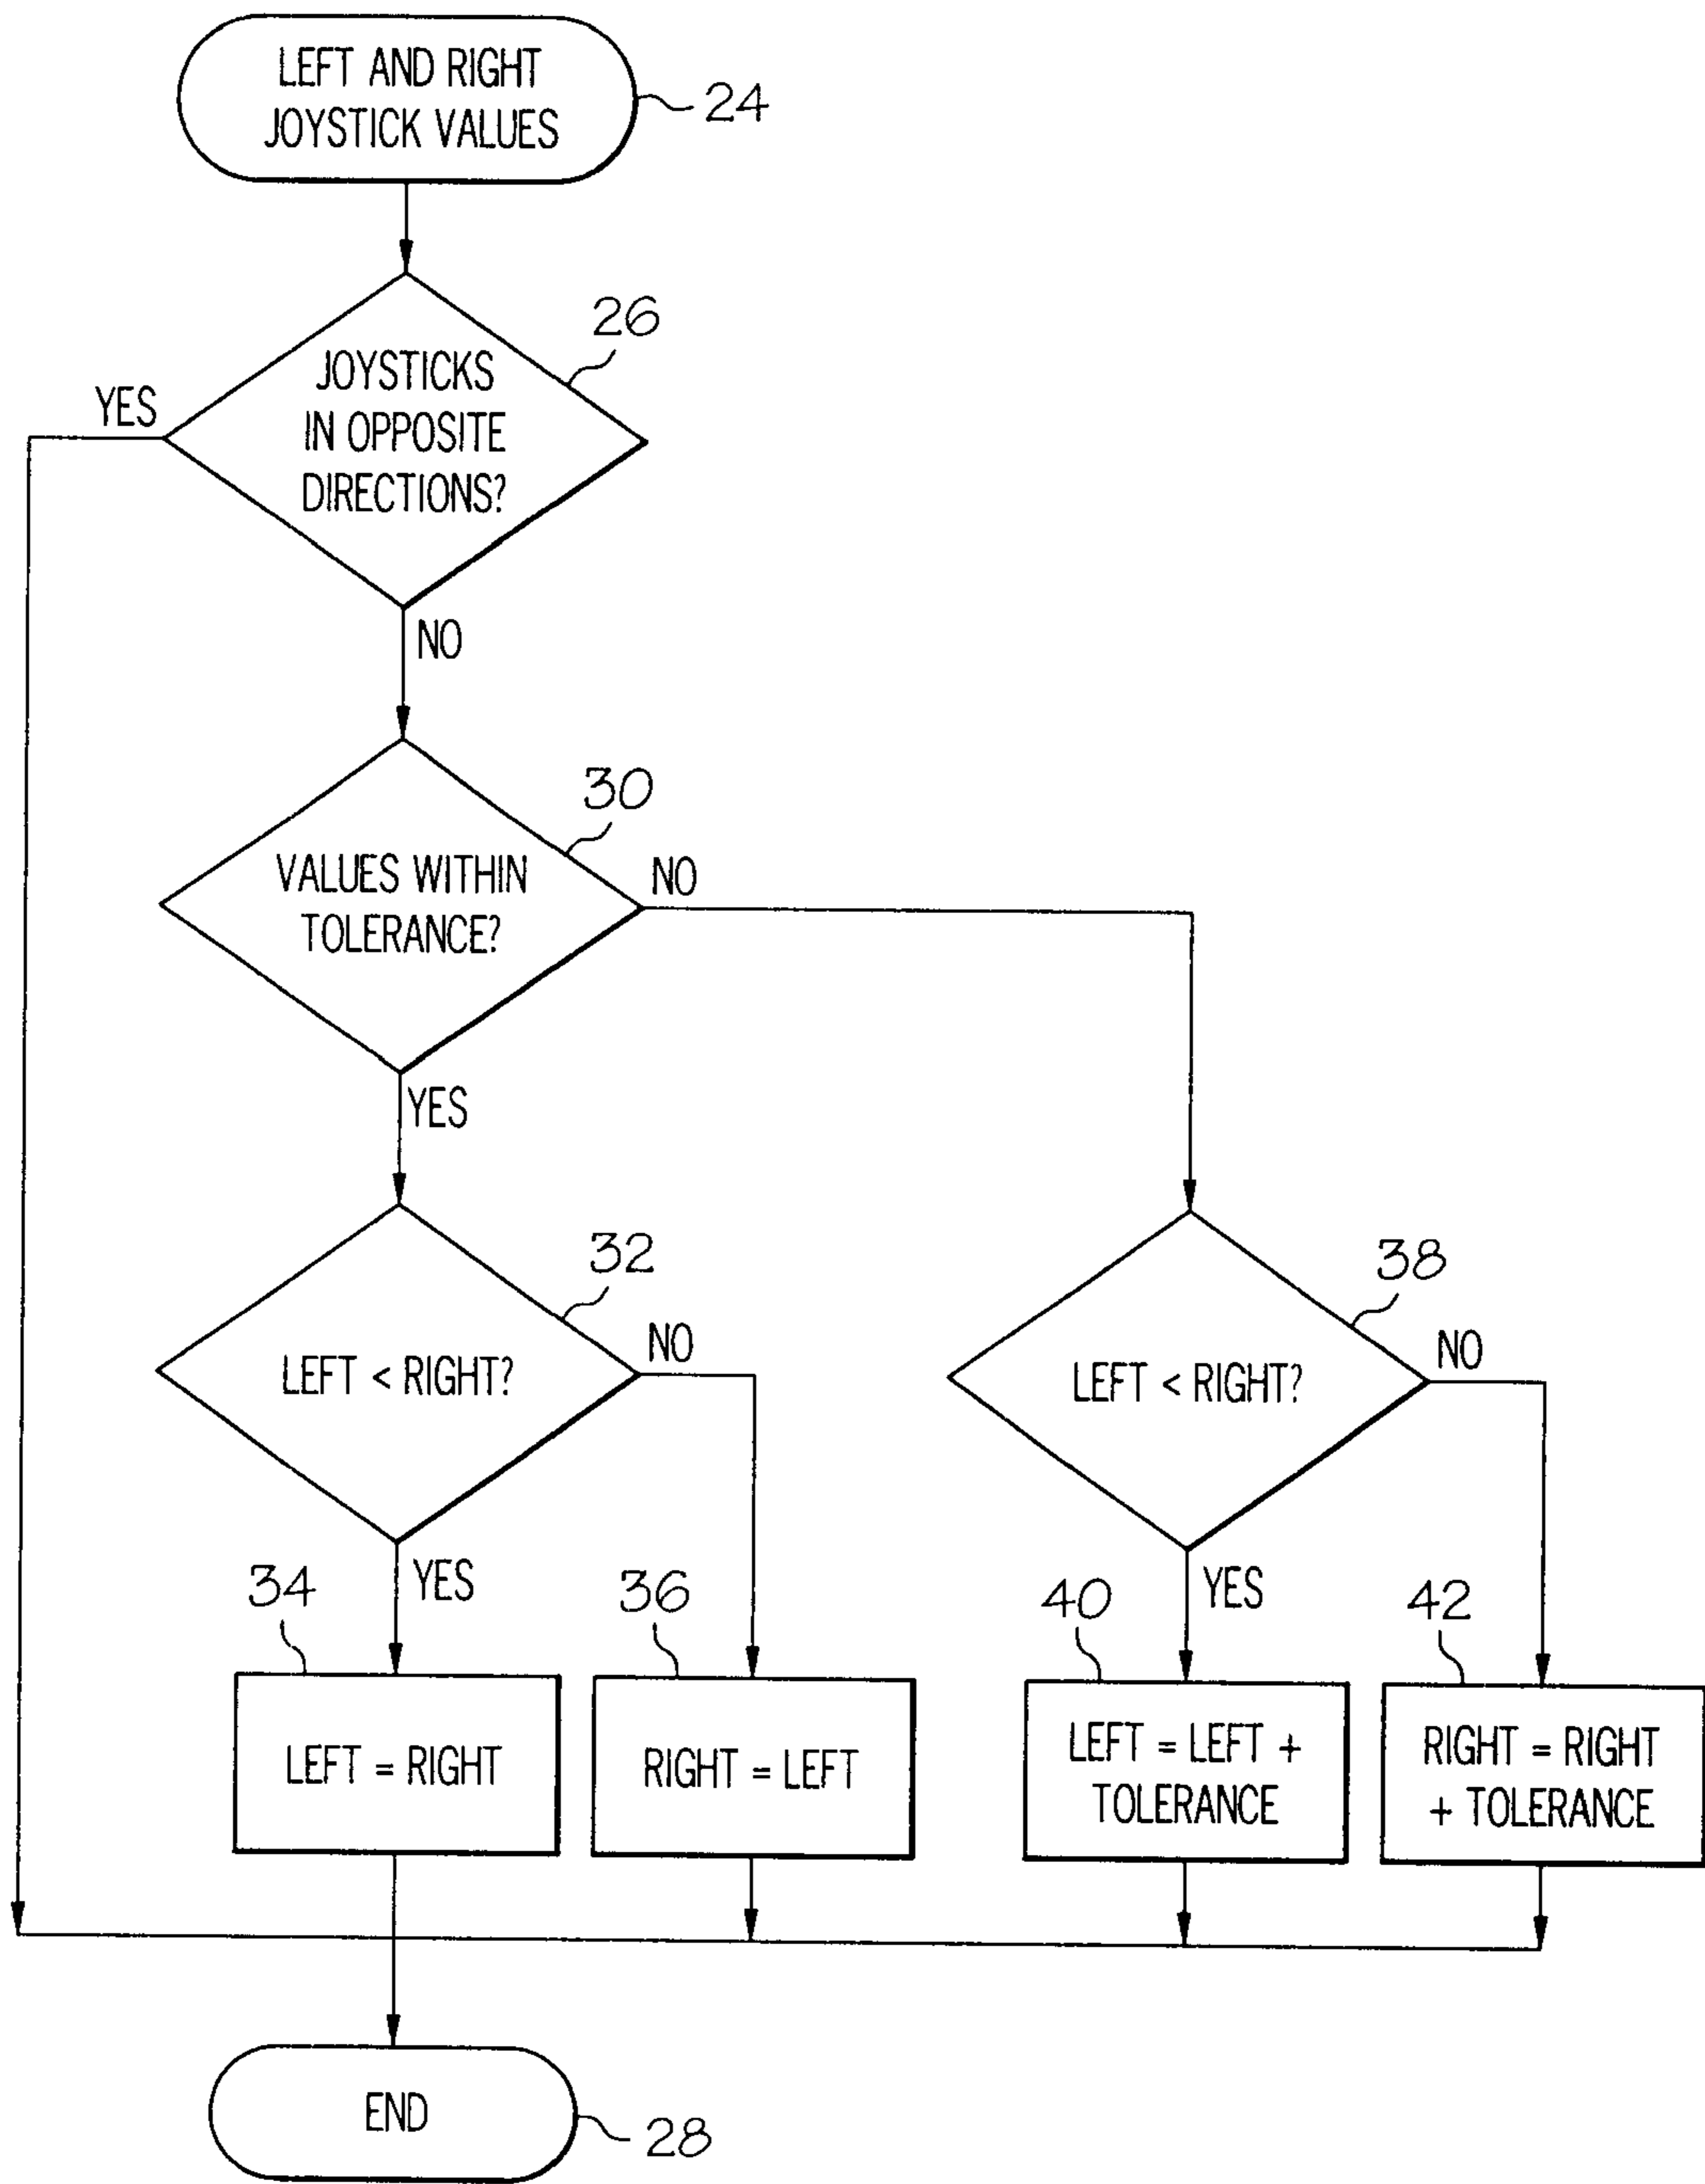 LEFT AND RIGHT
JOYSTICK VALUES
24
26
JOYSTICKS
IN OPPOSITE
DIRECTIONS?
YES
NO
30
VALUES WITHIN
TOLERANCE?
NO
YES
32
LEFT < RIGHT?
NO
YES
38
LEFT < RIGHT?
NO
YES
34
LEFT = RIGHT
36
RIGHT = LEFT
40
LEFT = LEFT +
TOLERANCE
42
RIGHT = RIGHT
+ TOLERANCE
END
28